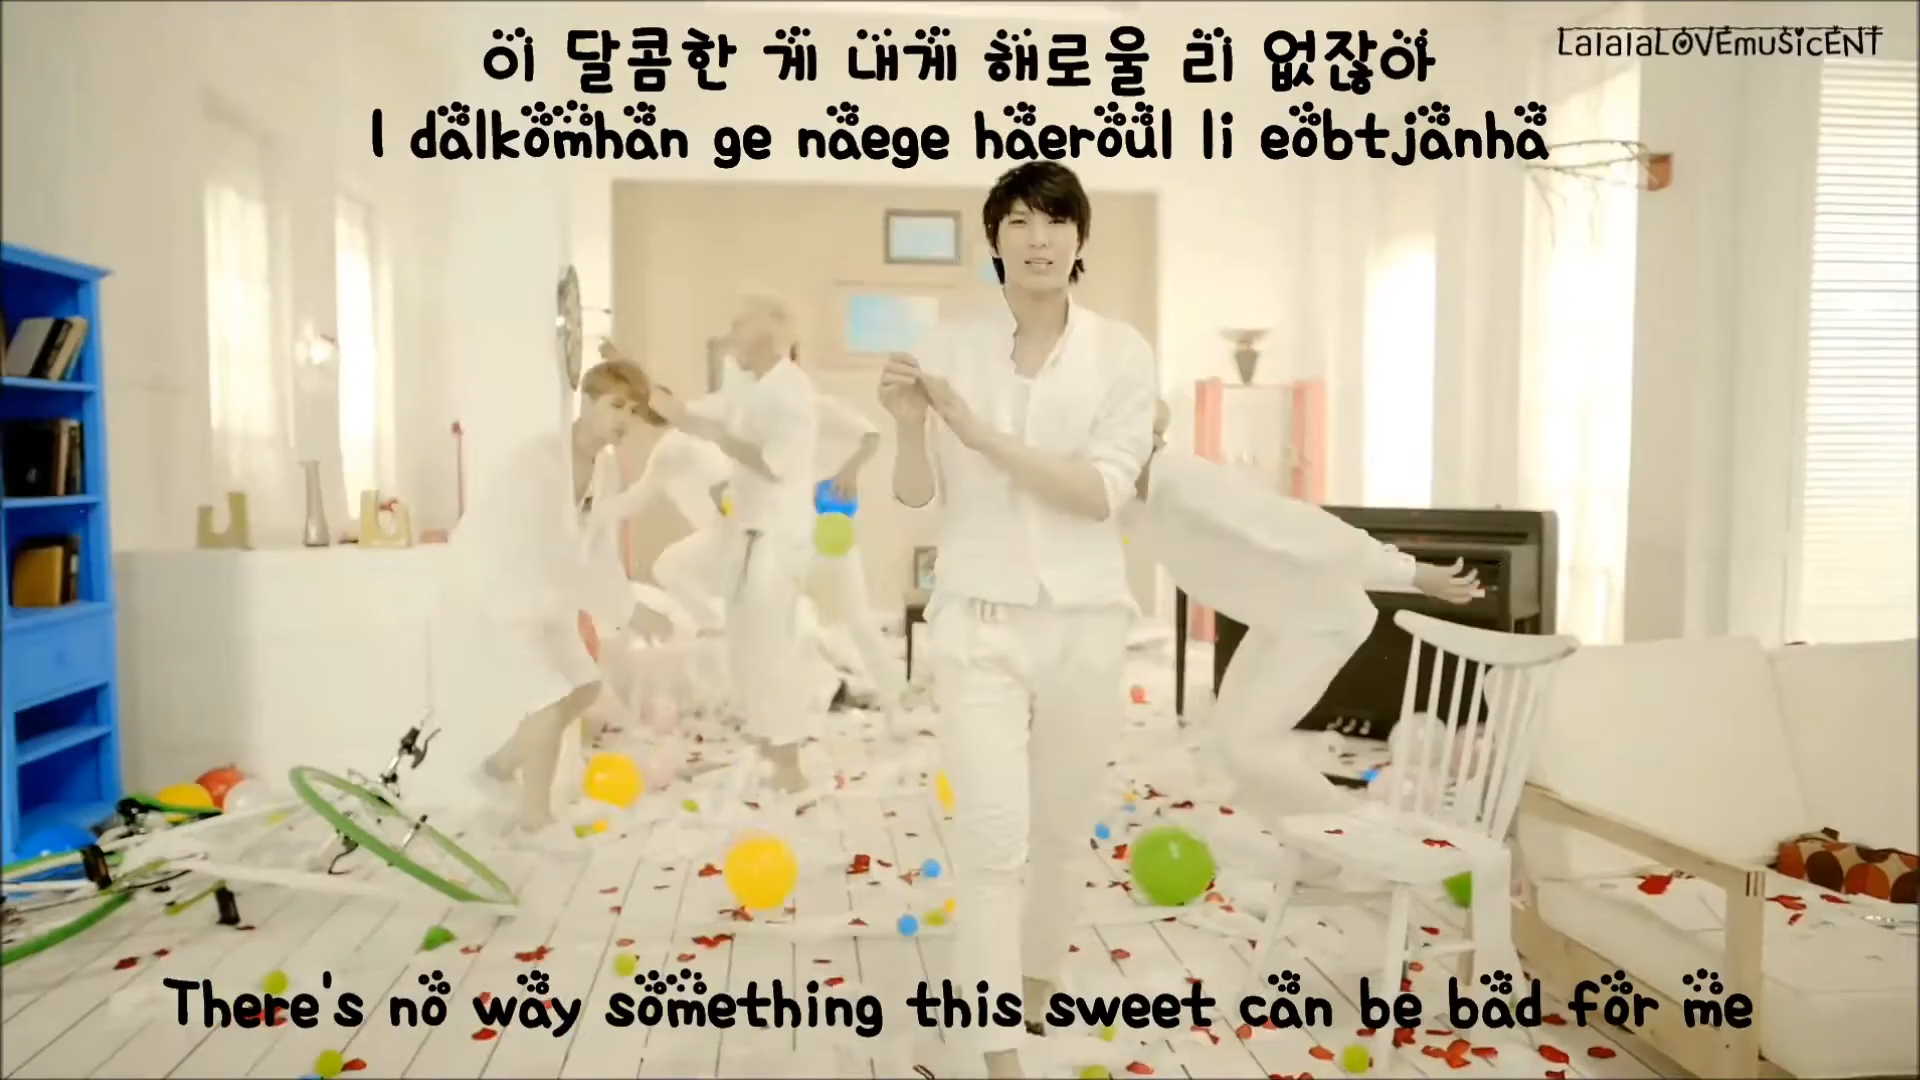 이 달콤한 게 내게 해로울 리 없잖아
LalalaLOVEmusicENT
I dalkomhan ge naege haeroul li eobtjanha
There's no way something this sweet can be bad for me